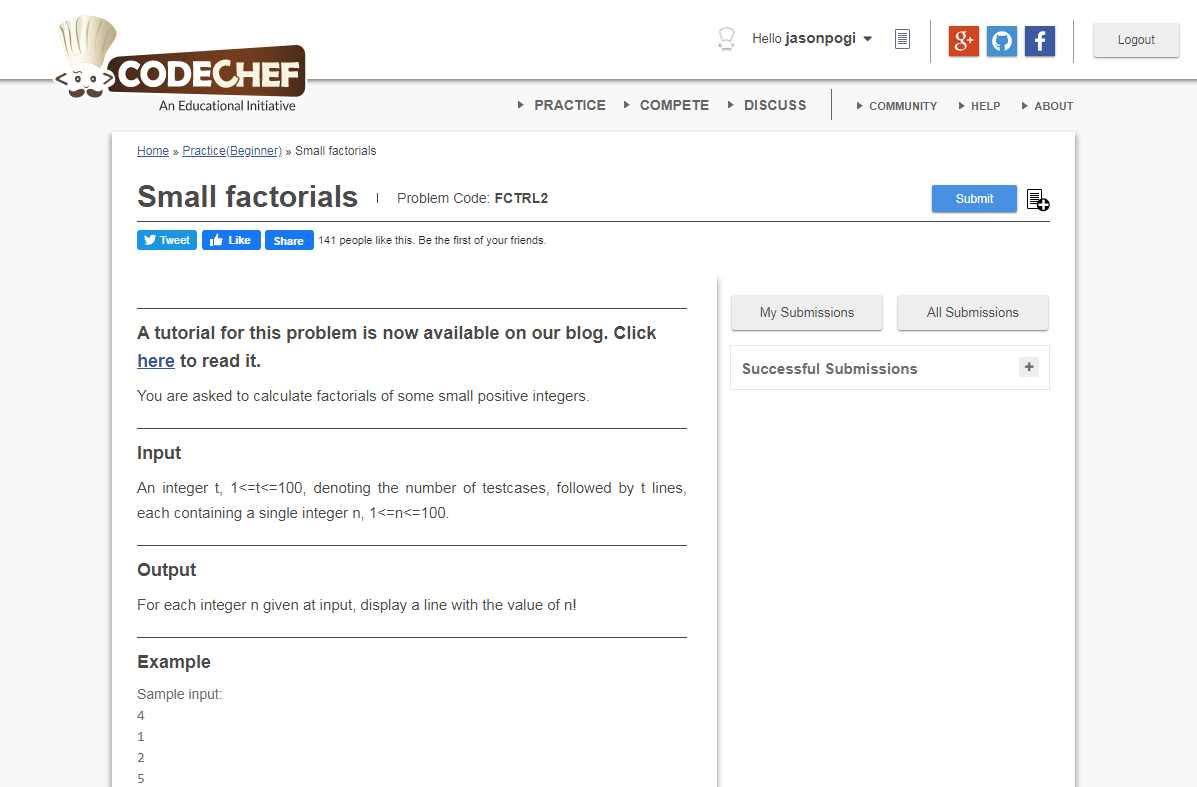 CODECHEF
An Educational Initiative
Hello jasonpogi
g+
f
Logout
PRACTICE COMPETE DISCUSS COMMUNITY HELP ABOUT
Home » Practice(Beginner) » Small factorials
Small factorials | Problem Code: FCTRL2 Submit
Tweet Like Share 141 people like this. Be the first of your friends.
A tutorial for this problem is now available on our blog. Click
here to read it.
You are asked to calculate factorials of some small positive integers.
Input
An integer t, 1<=t<=100, denoting the number of testcases, followed by t lines,
each containing a single integer n, 1<=n<=100.
Output
For each integer n given at input, display a line with the value of n!
Example
Sample input:
4
1
2
5
My Submissions All Submissions
Successful Submissions +